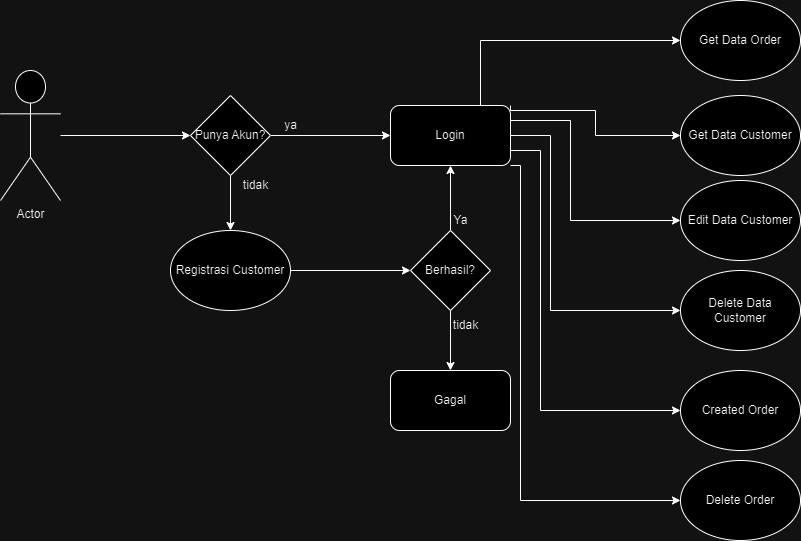 Get Data Order
Punya Akun?
ya
Login
Get Data Customer
tidak
Actor
Ya
Edit Data Customer
Registrasi Customer
Berhasil?
Delete Data
Customer
tidak
Gagal
Created Order
Delete Order